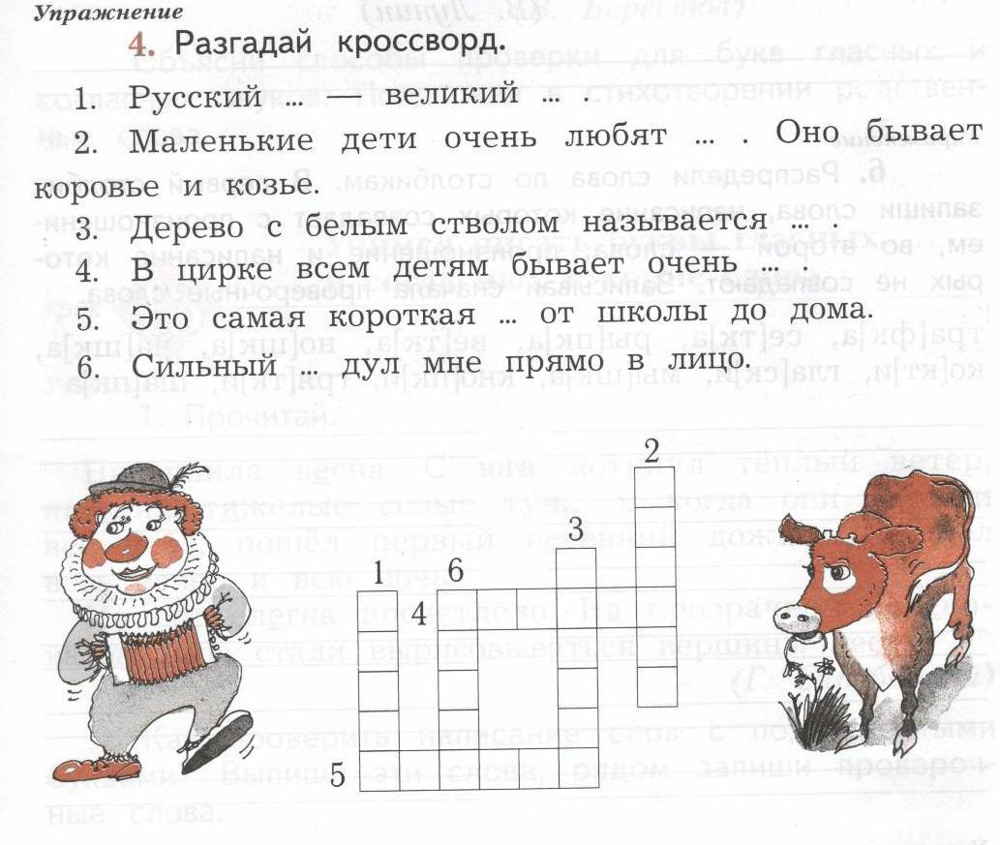 Упражнение
4. Разгадай кроссворд.
1. Русский ... — великий ... .
2. Маленькие дети очень любят ... . Оно бывает
коровье и козье.
3. Дерево с белым стволом называется ... .
4. В цирке всем детям бывает очень ... .
5. Это самая короткая ... от школы до дома.
6. Сильный ... дул мне прямо в лицо.
2
3
1 6
4
5